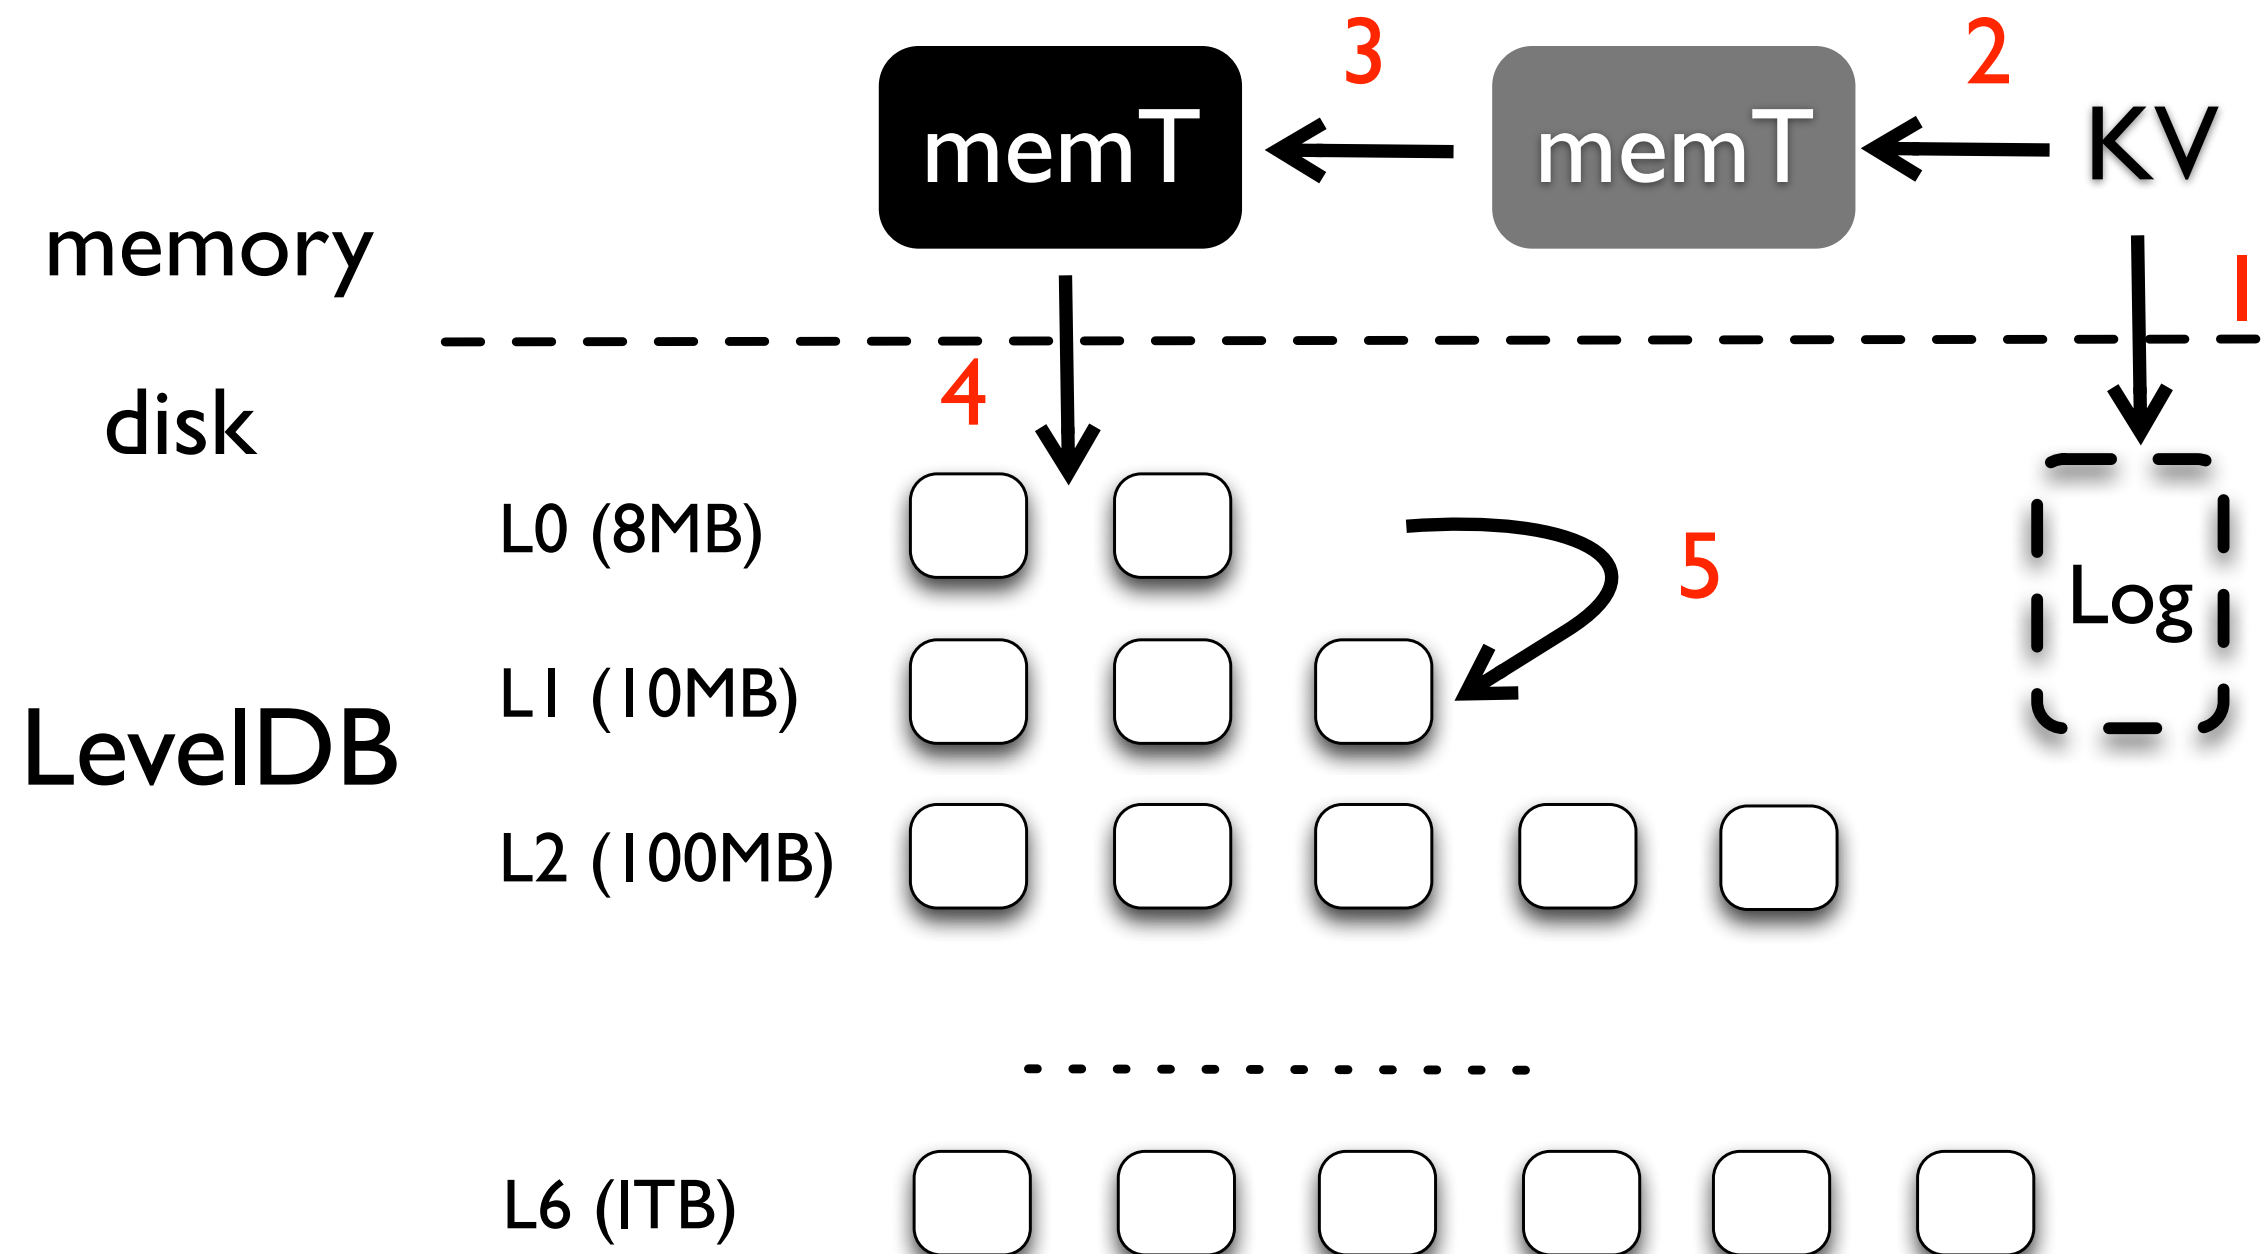 3
2
memT
memT
KV
memory
1
disk
4
L0 (8MB)
5
Log
L1 (10MB)
LevelDB
L2 (100MB)
L6 (1TB)